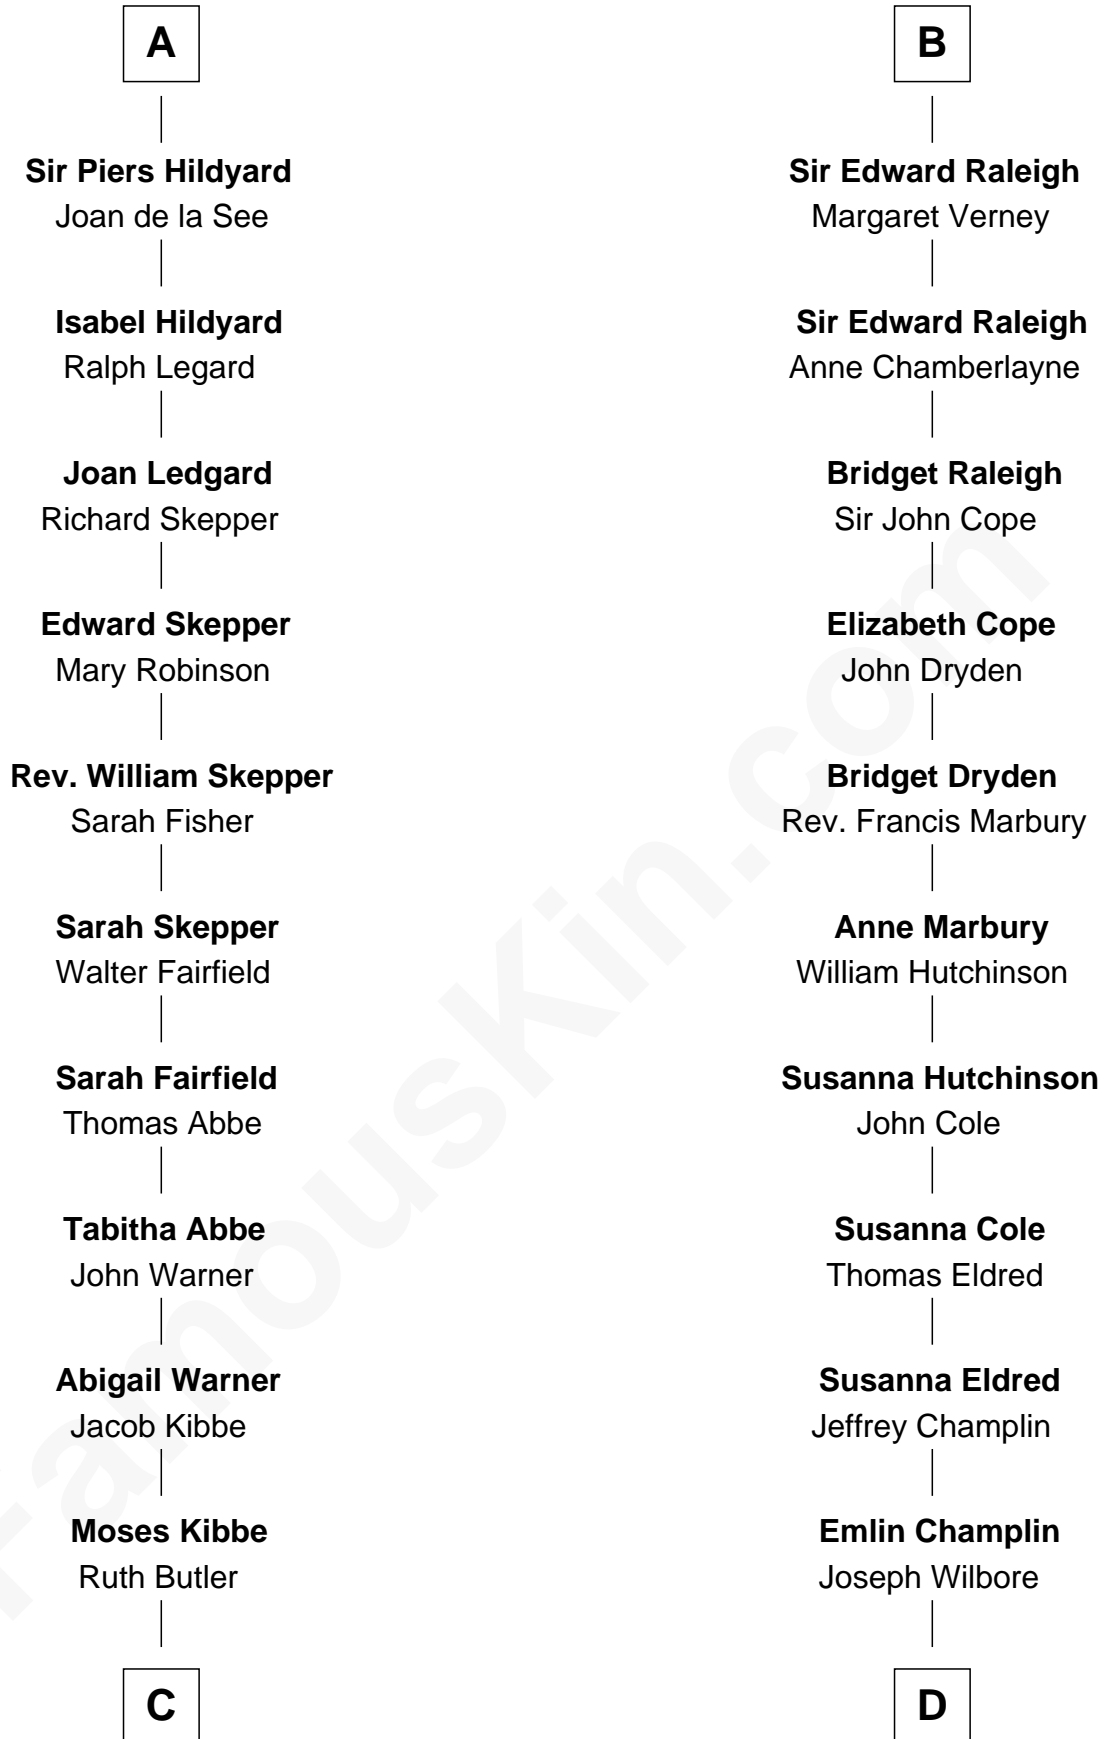 A
Sir Piers Hildyard
Joan de la See
Isabel Hildyard
Ralph Legard
Joan Ledgard
Richard Skepper
Edward Skepper
Mary Robinson
Rev. William Skepper
Sarah Fisher
Sarah Skepper
Walter Fairfield
Sarah Fairfield
Thomas Abbe
Tabitha Abbe
John Warner
Abigail Warner
Jacob Kibbe
Moses Kibbe
Ruth Butler
C
B
Sir Edward Raleigh
Margaret Verney
Sir Edward Raleigh
Anne Chamberlayne
Bridget Raleigh
Sir John Cope
Elizabeth Cope
John Dryden
Bridget Dryden
Rev. Francis Marbury
Anne Marbury
William Hutchinson
Susanna Hutchinson
John Cole
Susanna Cole
Thomas Eldred
Susanna Eldred
Jeffrey Champlin
Emlin Champlin
Joseph Wilbore
D
FamousKin.com